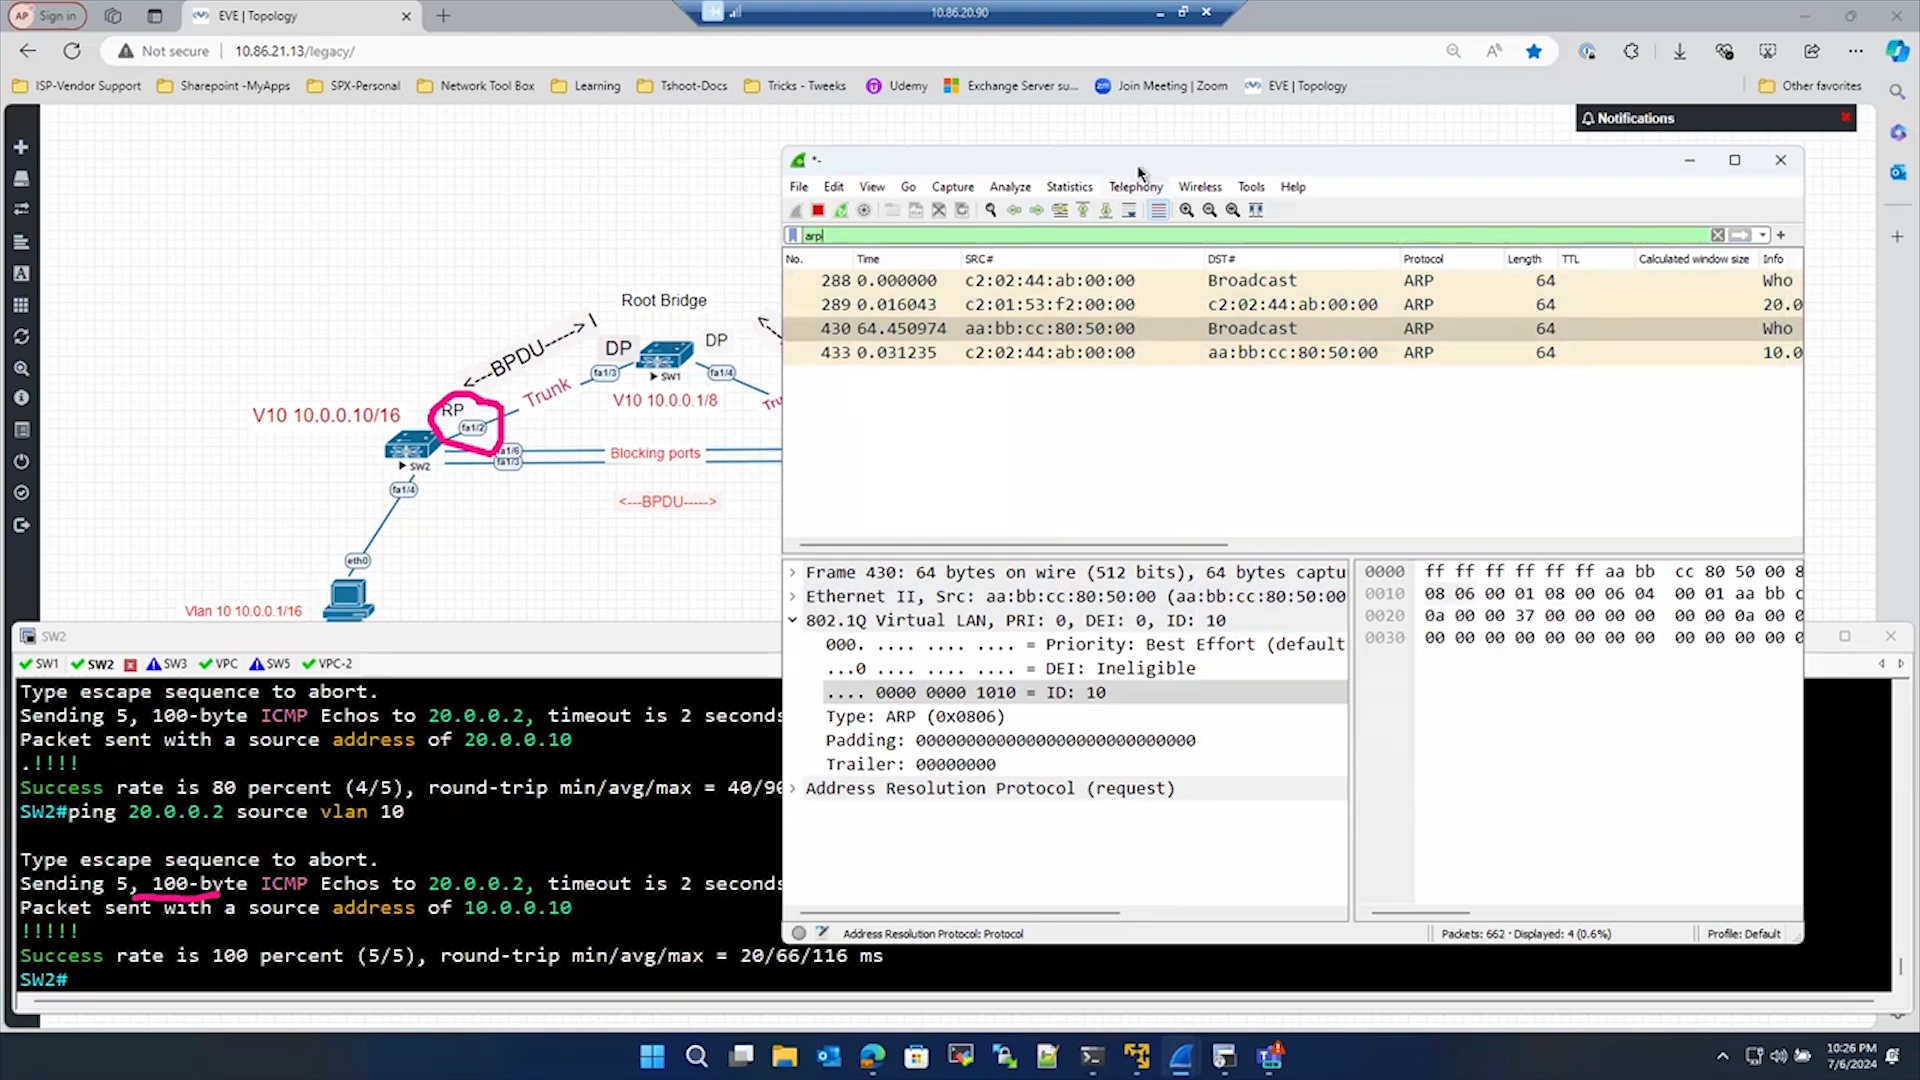 AP Sign in
EVE | Topology
10.86.20.90
Not secure
10.86.21.13/legacy/
ISP-Vendor Support
Sharepoint -MyApps
SPX-Personal
Network Tool Box
Learning
Tshoot-Docs
Tricks - Tweeks
Udemy
Exchange Server su...
Join Meeting | Zoom
EVE | Topology
Other favorites
Notifications
Root Bridge
<---BPDU---->
DP
DP
fa1/3
SW1
fa1/4
Trunk
V10 10.0.0.1/8
V10 10.0.0.10/16
RP
fa1/2
SW2
fa1/3
Blocking ports
<---BPDU----->
fa1/4
eth0
Vlan 10 10.0.0.1/16
*-
File Edit View Go Capture Analyze Statistics Telephony Wireless Tools Help
arp
No. Time SRC# DST# Protocol Length TTL Calculated window size Info
288 0.000000 c2:02:44:ab:00:00 Broadcast ARP 64 Who
289 0.016043 c2:01:53:f2:00:00 c2:02:44:ab:00:00 ARP 64 20.0
430 64.450974 aa:bb:cc:80:50:00 Broadcast ARP 64 Who
433 0.031235 c2:02:44:ab:00:00 aa:bb:cc:80:50:00 ARP 64 10.0
Frame 430: 64 bytes on wire (512 bits), 64 bytes captu
Ethernet II, Src: aa:bb:cc:80:50:00 (aa:bb:cc:80:50:00
802.1Q Virtual LAN, PRI: 0, DEI: 0, ID: 10
000. .... .... .... = Priority: Best Effort (default
...0 .... .... .... = DEI: Ineligible
.... 0000 0000 1010 = ID: 10
Type: ARP (0x0806)
Padding: 0000000000000000000000000000
Trailer: 00000000
Address Resolution Protocol (request)
0000 ff ff ff ff ff ff aa bb cc 80 50 00 8
0010 08 06 00 01 08 00 06 04 00 01 aa bb c
0020 0a 00 00 37 00 00 00 00 00 00 0a 00 0
0030 00 00 00 00 00 00 00 00 00 00 00 00 0
Address Resolution Protocol: Protocol
Packets: 662 · Displayed: 4 (0.6%)
Profile: Default
SW2
SW1 SW2 SW3 VPC SW5 VPC-2
Type escape sequence to abort.
Sending 5, 100-byte ICMP Echos to 20.0.0.2, timeout is 2 seconds
Packet sent with a source address of 20.0.0.10
.!!!!
Success rate is 80 percent (4/5), round-trip min/avg/max = 40/90
SW2#ping 20.0.0.2 source vlan 10
Type escape sequence to abort.
Sending 5, 100-byte ICMP Echos to 20.0.0.2, timeout is 2 seconds
Packet sent with a source address of 10.0.0.10
!!!!!
Success rate is 100 percent (5/5), round-trip min/avg/max = 20/66/116 ms
SW2#
10:26 PM
7/6/2024